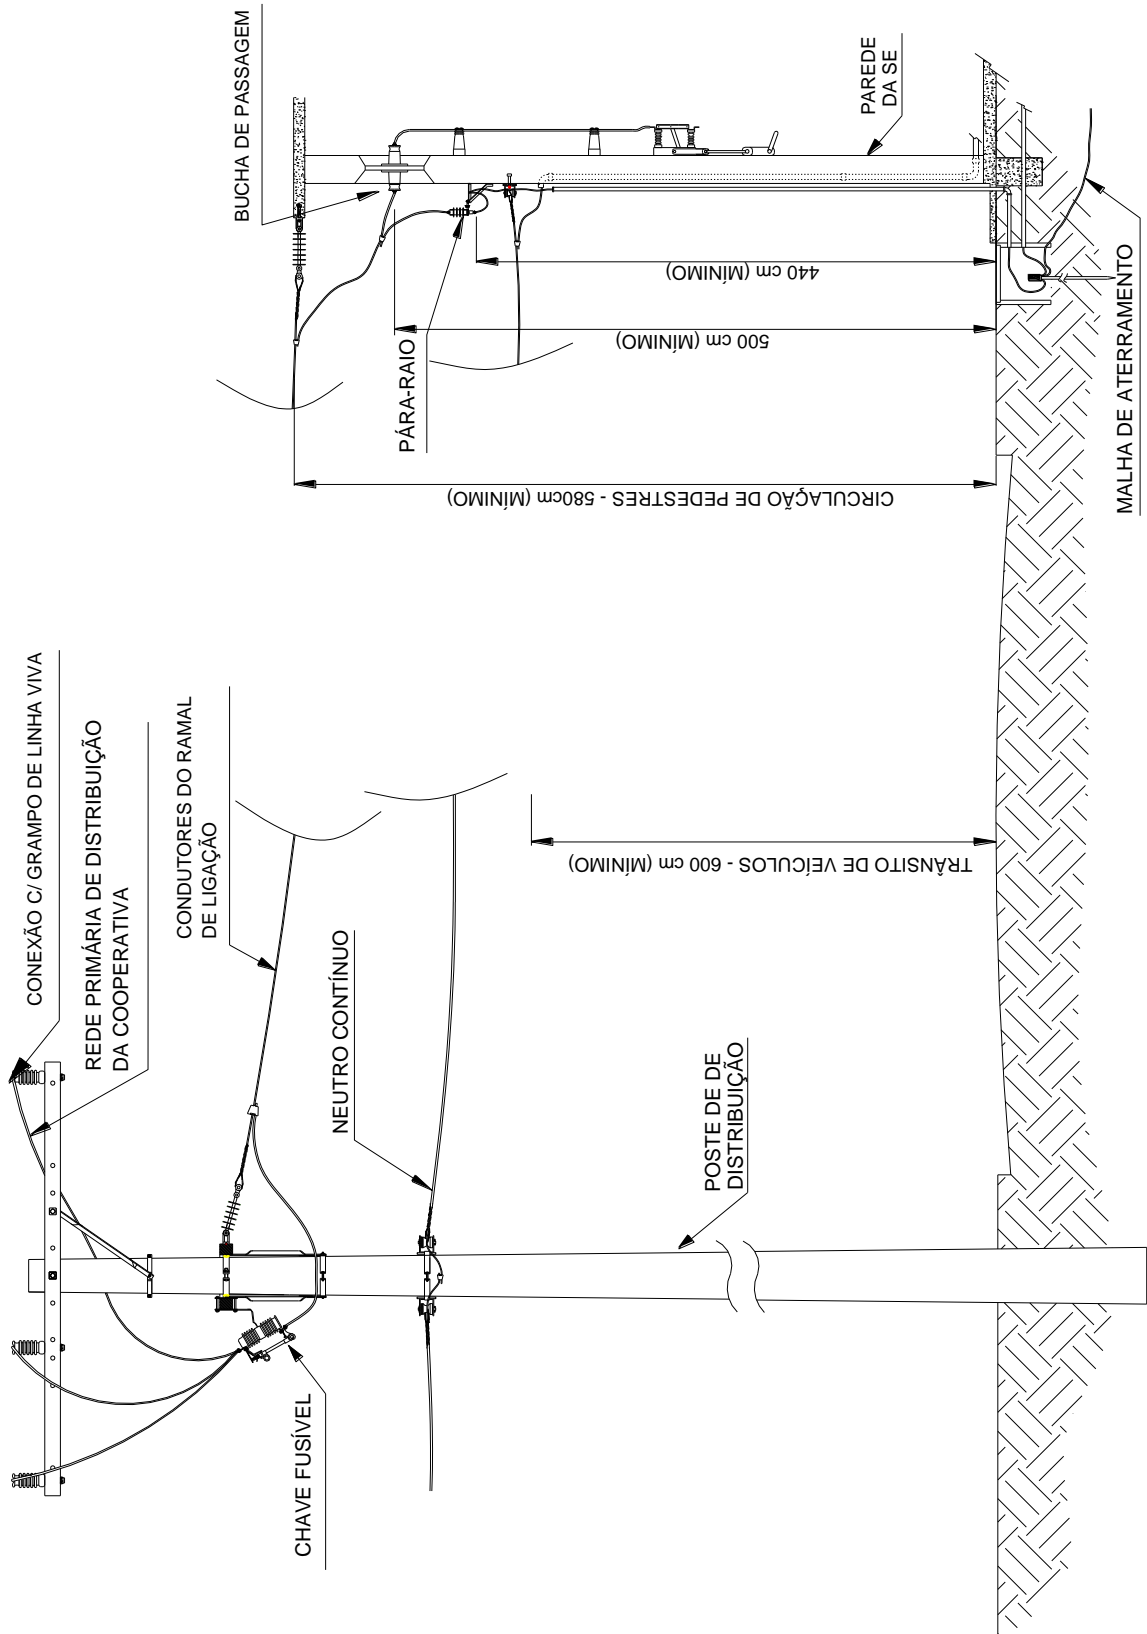 CONEXÃO C/ GRAMPO DE LINHA VIVA
REDE PRIMÁRIA DE DISTRIBUIÇÃO
DA COOPERATIVA
CONDUTORES DO RAMAL
DE LIGAÇÃO
NEUTRO CONTÍNUO
CHAVE FUSÍVEL
POSTE DE DE
DISTRIBUIÇÃO
TRÂNSITO DE VEÍCULOS - 600 cm (MÍNIMO)
BUCHA DE PASSAGEM
PÁRA-RAIO
PAREDE
DA SE
440 cm (MÍNIMO)
500 cm (MÍNIMO)
CIRCULAÇÃO DE PEDESTRES - 580cm (MÍNIMO)
MALHA DE ATERRAMENTO